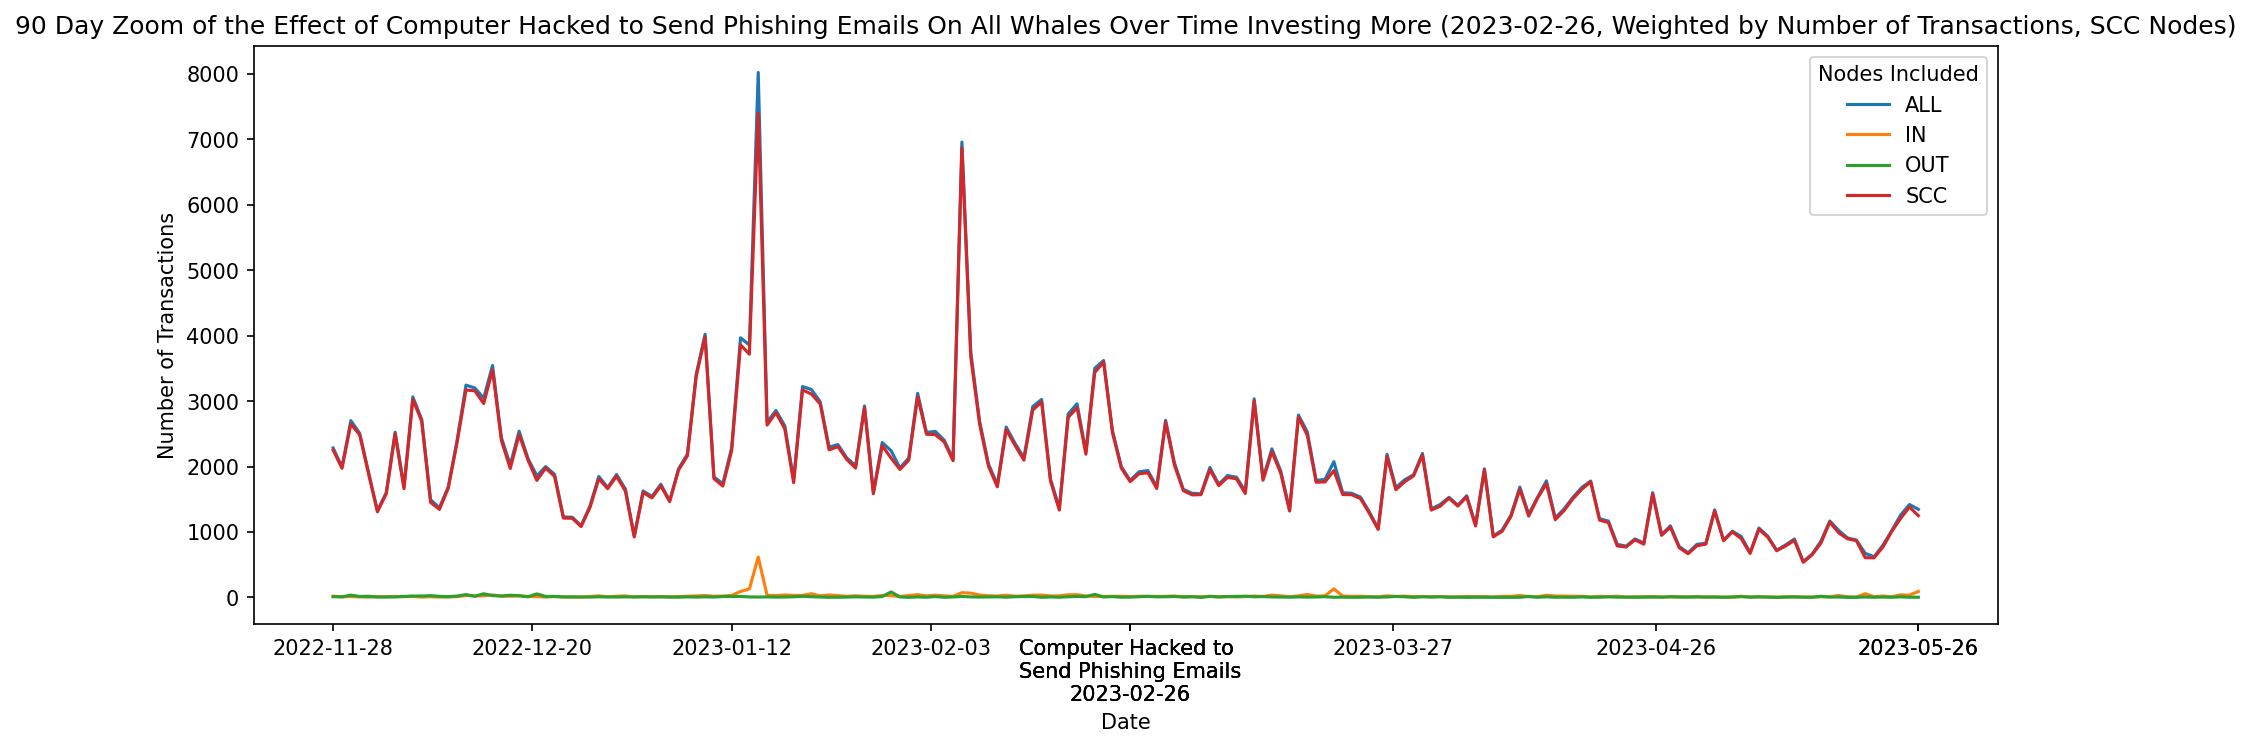 90 Day Zoom of the Effect of Computer Hacked to Send Phishing Emails On All Whales Over Time Investing More (2023-02-26, Weighted by Number of Transactions, SCC Nodes)
Nodes Included
ALL
IN
OUT
SCC
Number of Transactions
8000
7000
6000
5000
4000
3000
2000
1000
0
2022-11-28
2022-12-20
2023-01-12
2023-02-03
Computer Hacked to
Send Phishing Emails
2023-02-26
2023-03-27
2023-04-26
2023-05-26
Date